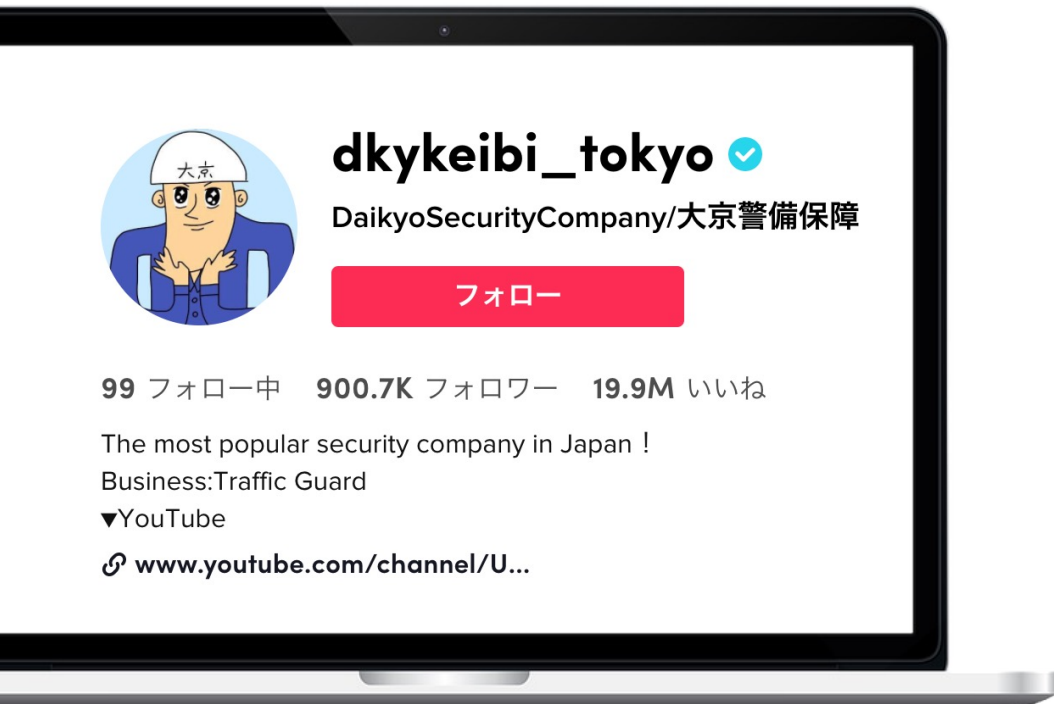 大京
dkykeibi_tokyo
DaikyoSecurityCompany/大京警備保障
フォロー
99 フォロー中 900.7K フォロワー 19.9M いいね
The most popular security company in Japan！
Business:Traffic Guard
▼YouTube
www.youtube.com/channel/U...